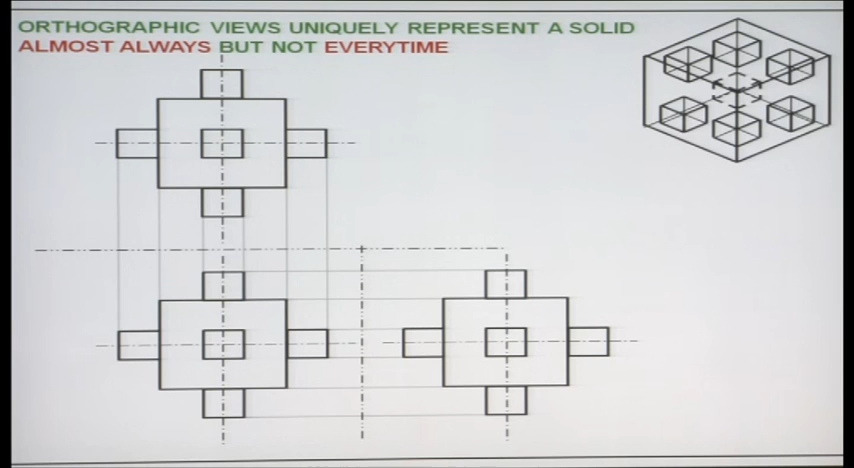 ORTHOGRAPHIC VIEWS UNIQUELY REPRESENT A SOLID
ALMOST ALWAYS BUT NOT EVERYTIME